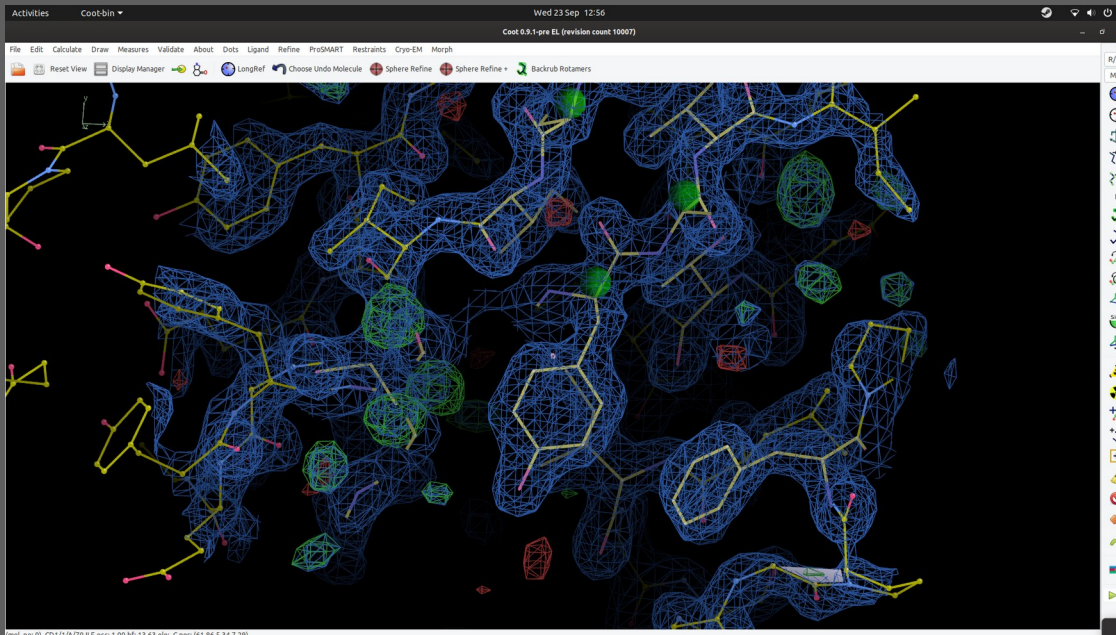 Activities Coot-bin Wed 23 Sep 12:56
Coot 0.9.1-pre EL (revision count 10007)
File Edit Calculate Draw Measures Validate About Dots Ligand Refine ProSMART Restraints Cryo-EM Morph
Reset View Display Manager LongRef Choose Undo Molecule Sphere Refine Sphere Refine + Backrub Rotamers
R/
M